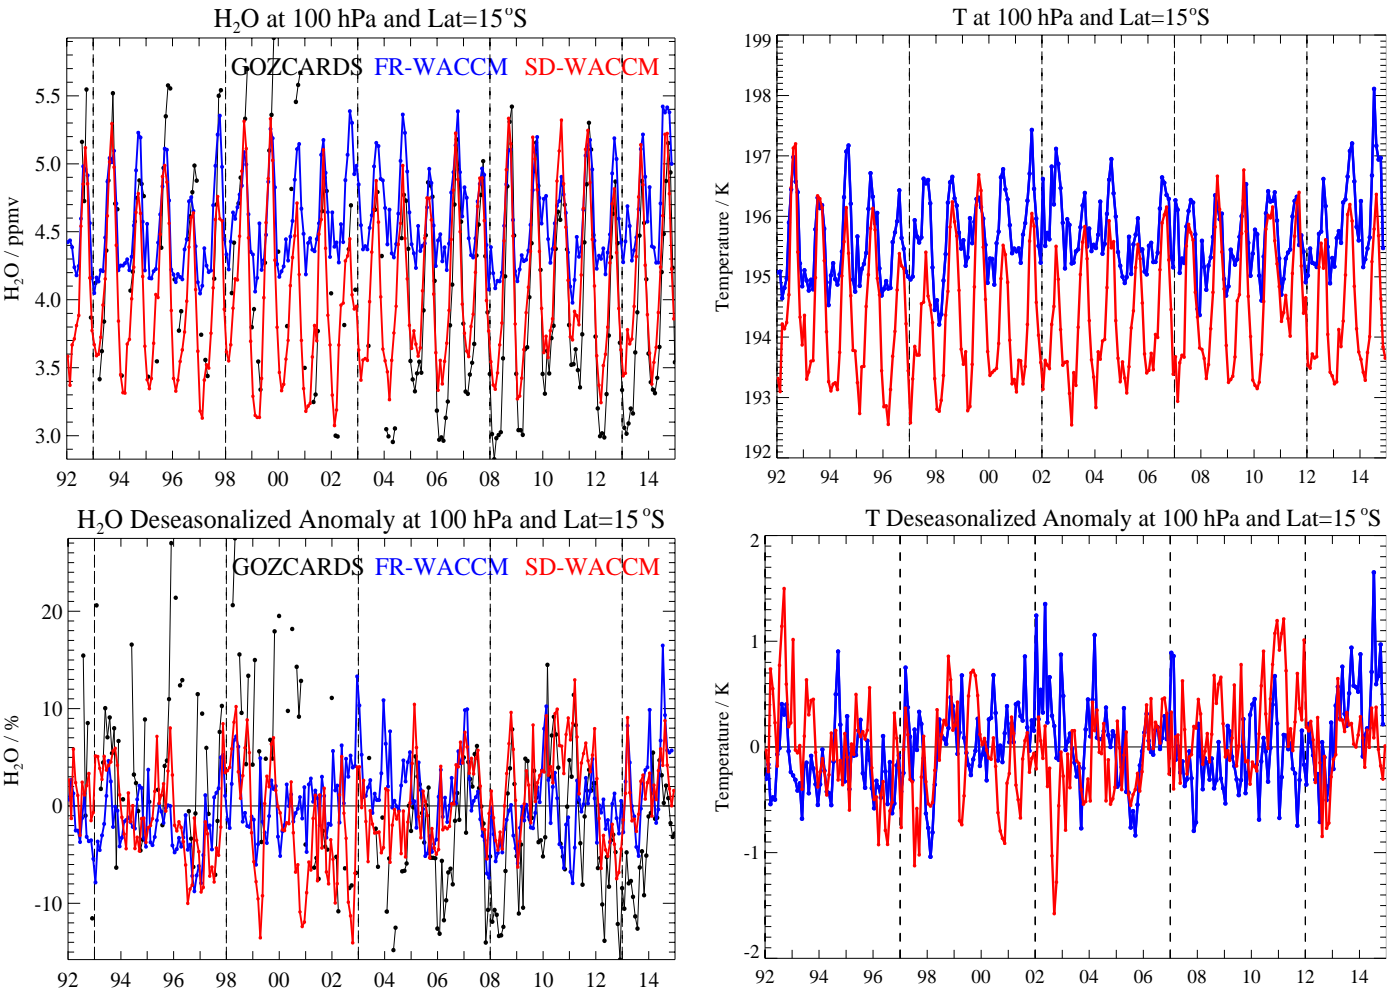 H₂O at 100 hPa and Lat=15°S
GOZCARDS FR-WACCM SD-WACCM
H₂O / ppmv
5.5
5.0
4.5
4.0
3.5
3.0
92 94 96 98 00 02 04 06 08 10 12 14
T at 100 hPa and Lat=15°S
Temperature / K
199
198
197
196
195
194
193
192
92 94 96 98 00 02 04 06 08 10 12 14
H₂O Deseasonalized Anomaly at 100 hPa and Lat=15°S
GOZCARDS FR-WACCM SD-WACCM
H₂O / %
20
10
0
-10
92 94 96 98 00 02 04 06 08 10 12 14
T Deseasonalized Anomaly at 100 hPa and Lat=15°S
Temperature / K
2
1
0
-1
-2
92 94 96 98 00 02 04 06 08 10 12 14